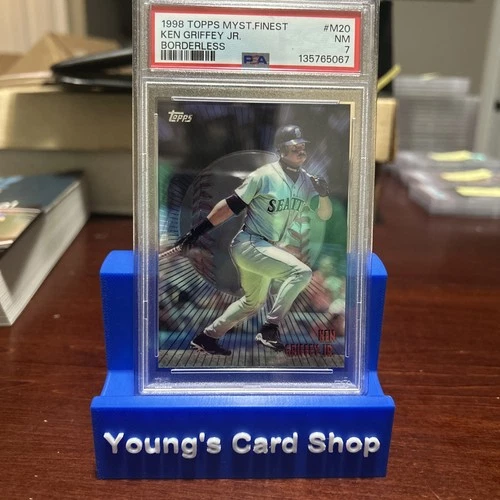 1998 TOPPS MYST.FINEST #M20
KEN GRIFFEY JR. NM
BORDERLESS 7
PSA 135765067
Topps
SEATTL
KEN
GRIFFEY JR.
Young's Card Shop